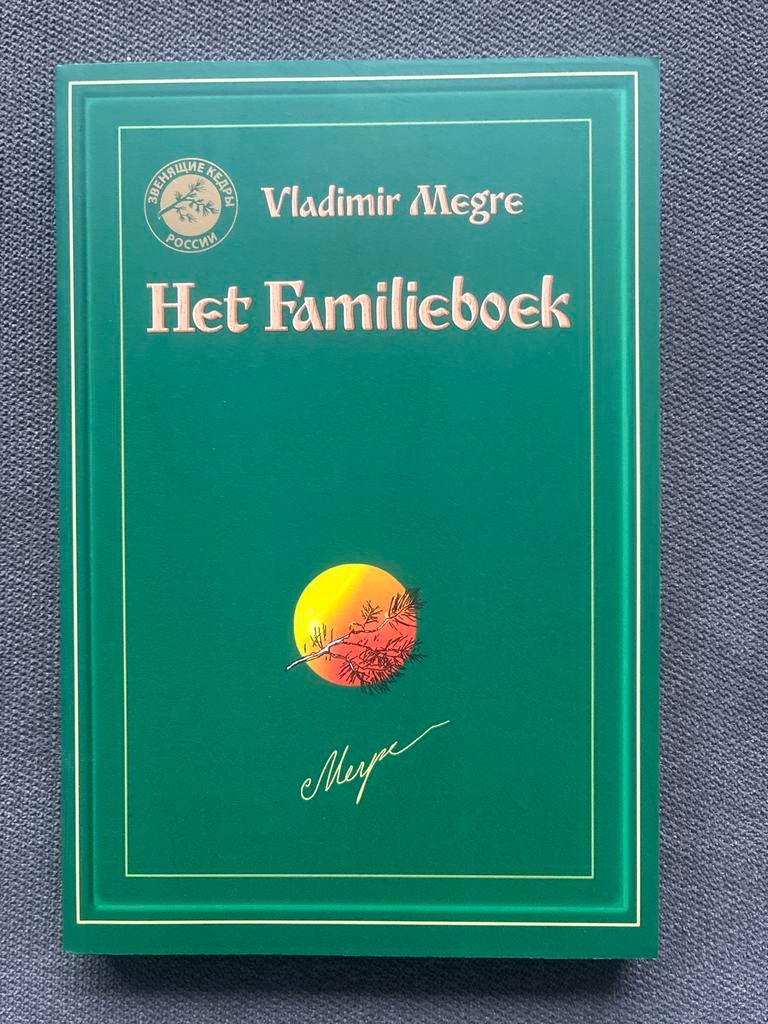 ЗВЕНЯЩИЕ КЕДРЫ
РОССИИ
Vladimir Megre
Het Familieboek
Мегре